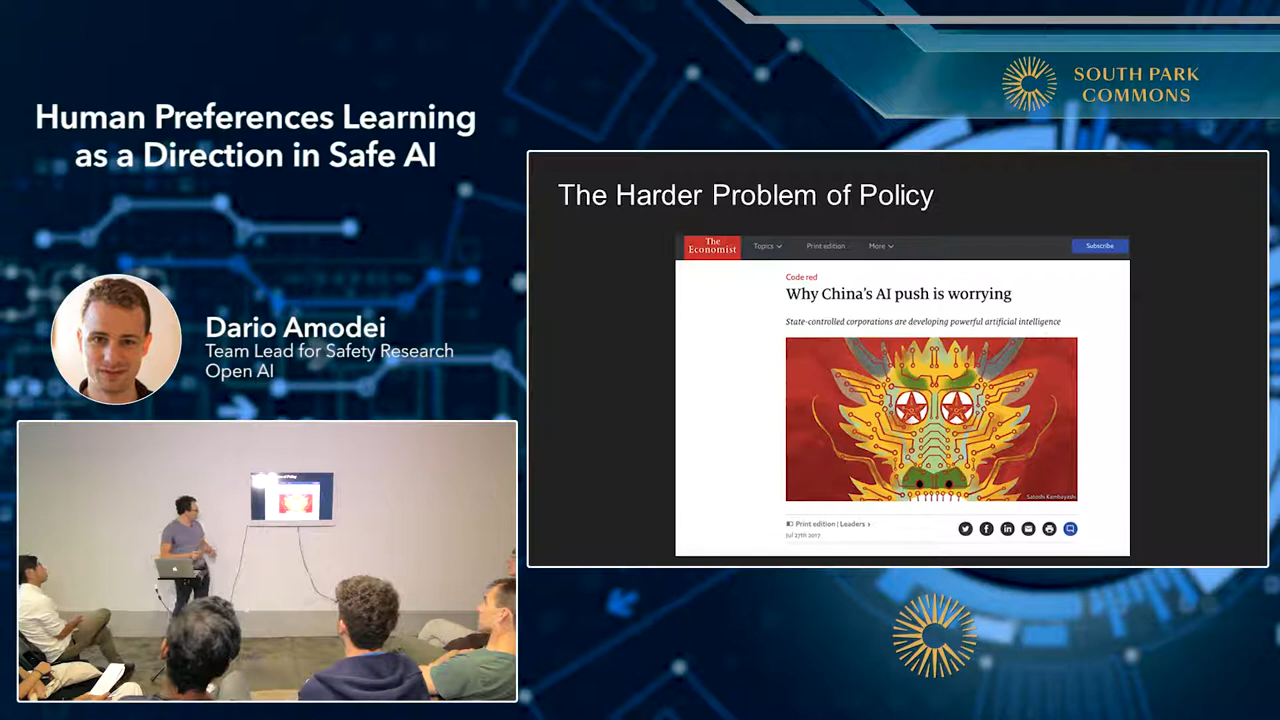 Human Preferences Learning
as a Direction in Safe AI
Dario Amodei
Team Lead for Safety Research
Open AI
SOUTH PARK
COMMONS
The Harder Problem of Policy
The
Economist
Topics
Print edition
More
Subscribe
Code red
Why China's AI push is worrying
State-controlled corporations are developing powerful artificial intelligence
Satoshi Kambayashi
Print edition | Leaders
Jul 27th 2017